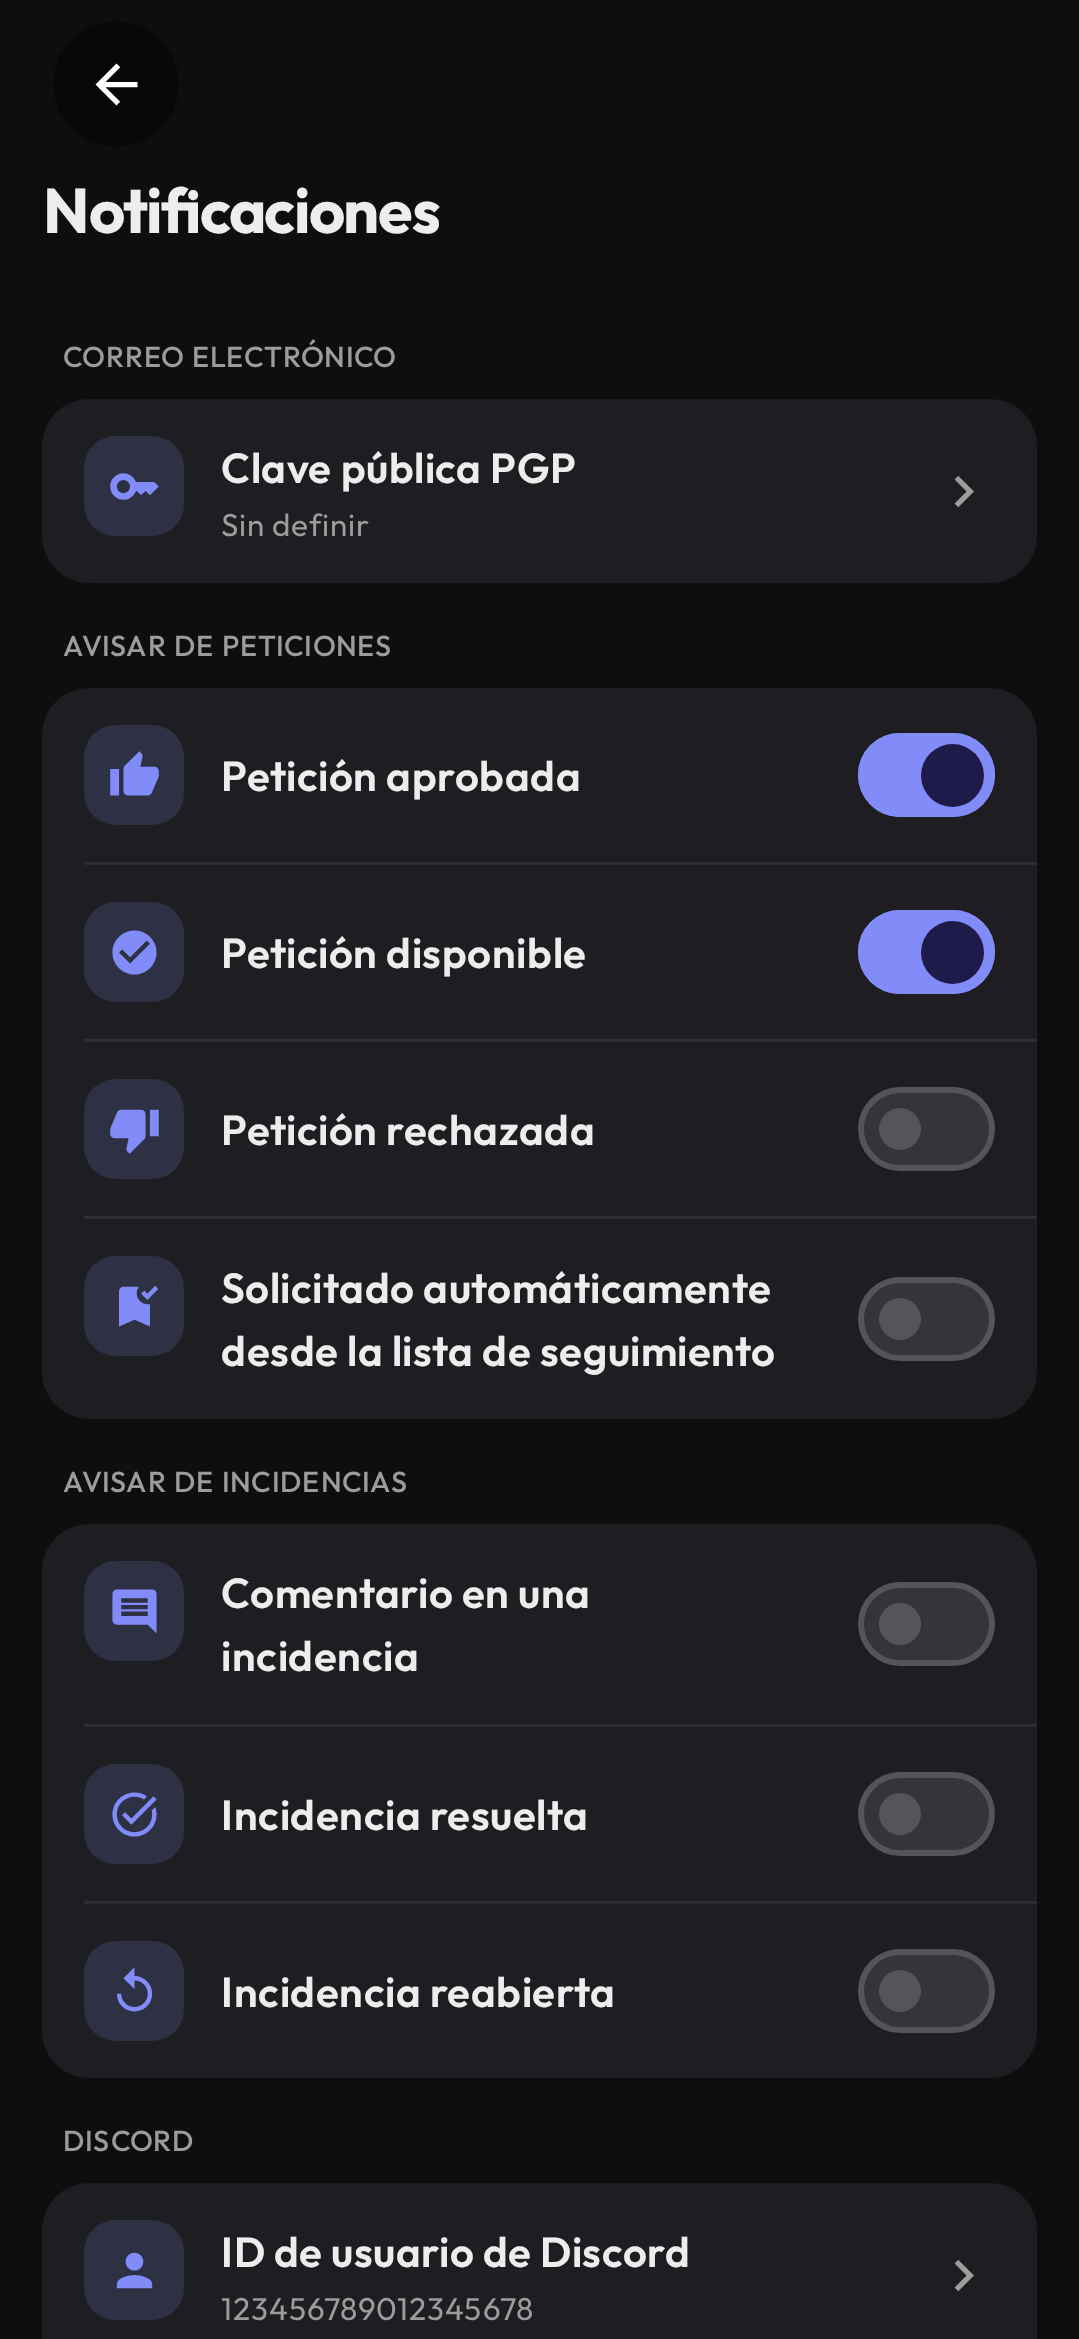 Notificaciones
CORREO ELECTRÓNICO
Clave pública PGP
Sin definir
AVISAR DE PETICIONES
Petición aprobada
Petición disponible
Petición rechazada
Solicitado automáticamente
desde la lista de seguimiento
AVISAR DE INCIDENCIAS
Comentario en una
incidencia
Incidencia resuelta
Incidencia reabierta
DISCORD
ID de usuario de Discord
123456789012345678